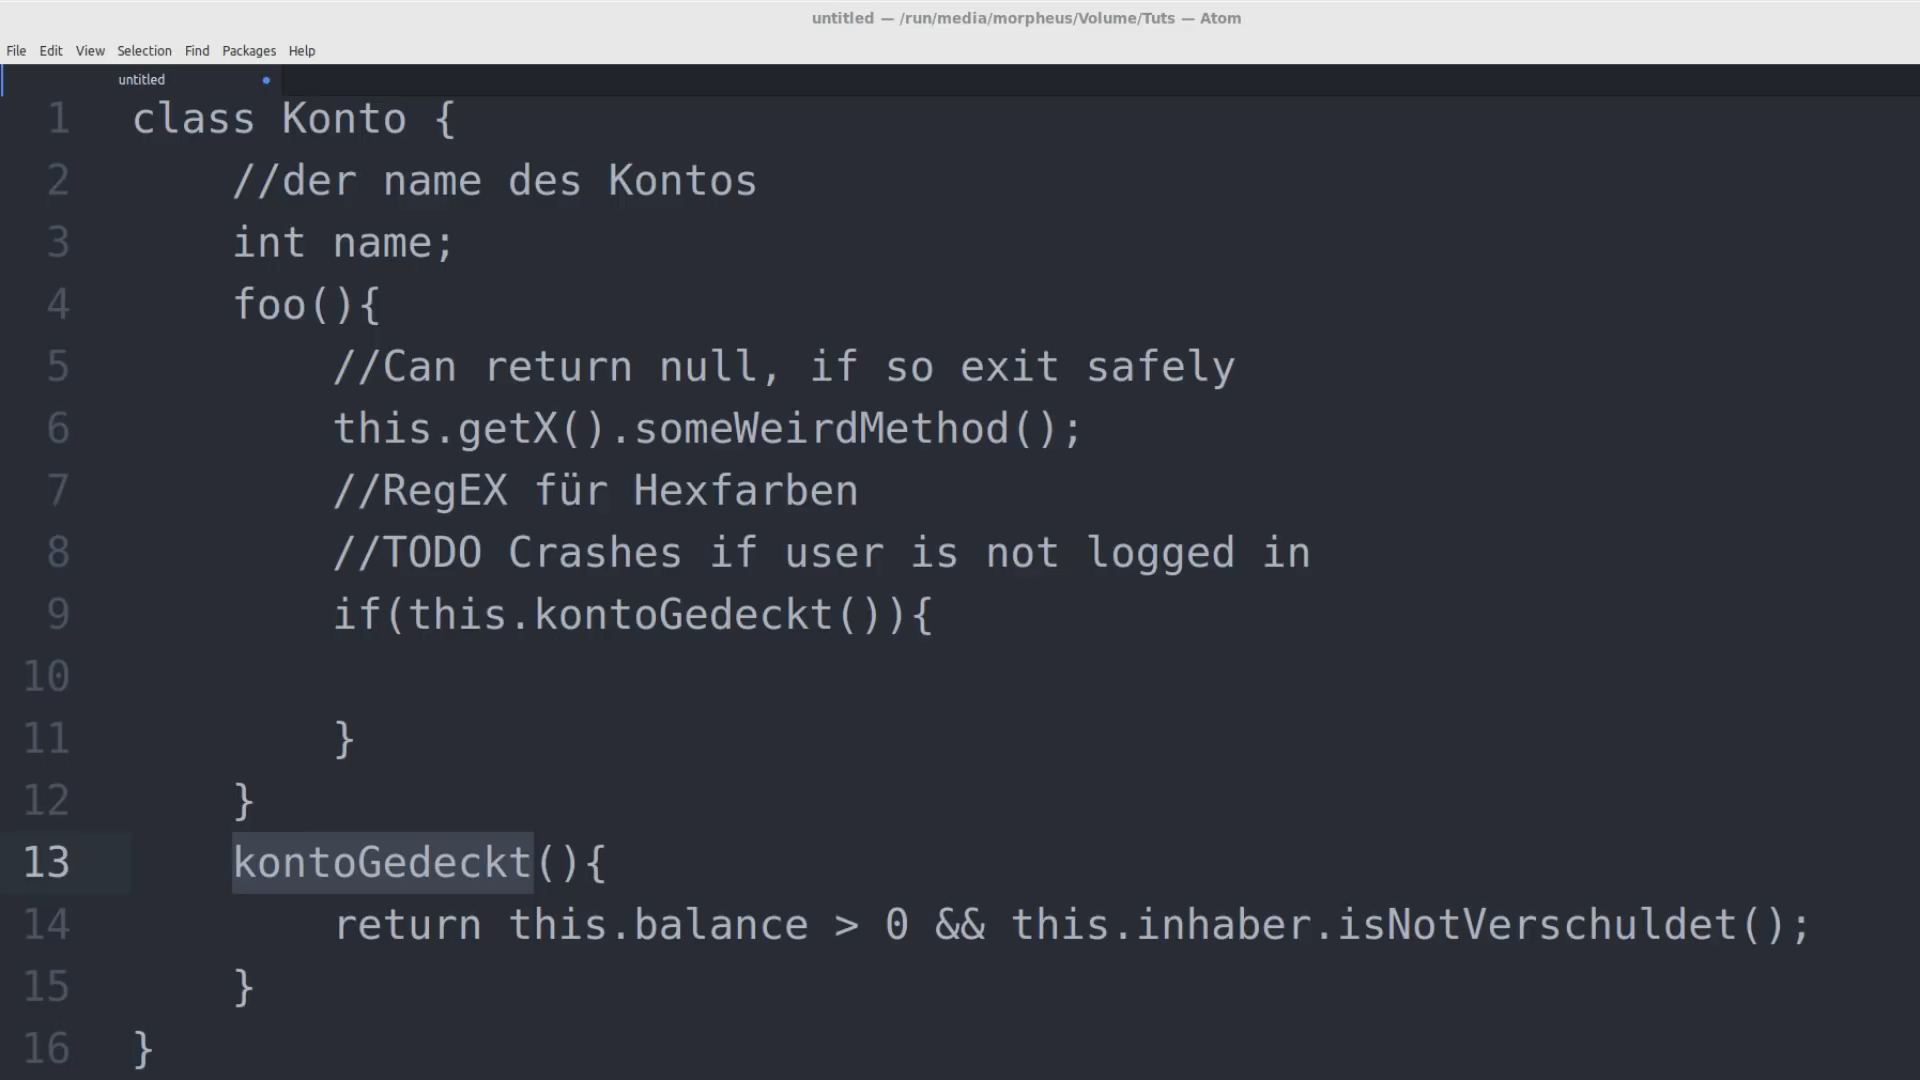 untitled — /run/media/morpheus/Volume/Tuts — Atom
File Edit View Selection Find Packages Help
untitled
1 class Konto {
2 //der name des Kontos
3 int name;
4 foo(){
5 //Can return null, if so exit safely
6 this.getX().someWeirdMethod();
7 //RegEX für Hexfarben
8 //TODO Crashes if user is not logged in
9 if(this.kontoGedeckt()){
10
11 }
12 }
13 kontoGedeckt(){
14 return this.balance > 0 && this.inhaber.isNotVerschuldet();
15 }
16 }